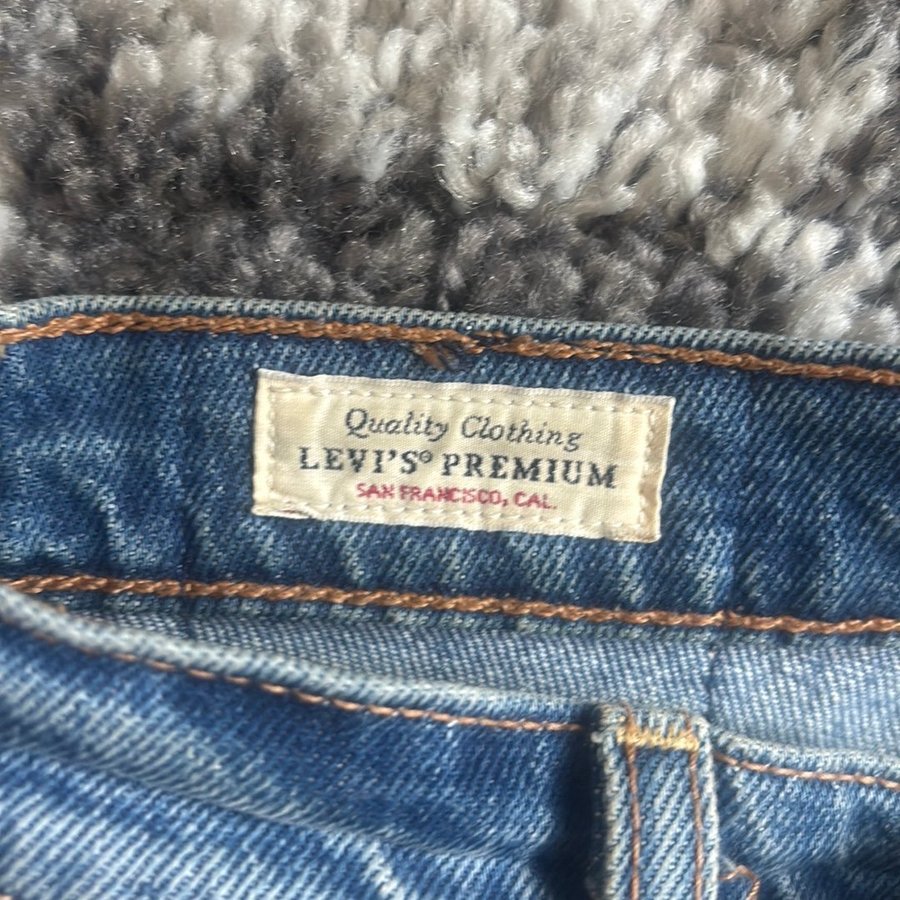 Quality Clothing
LEVI'S® PREMIUM
SAN FRANCISCO, CAL.